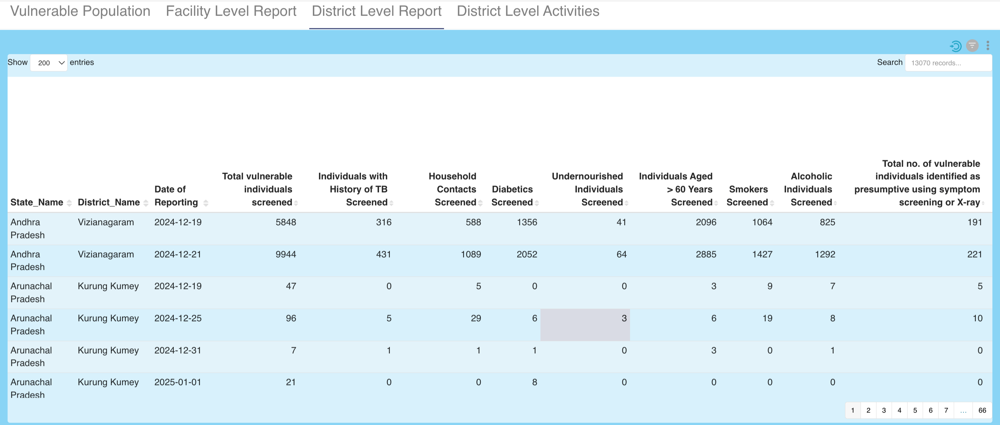 Vulnerable Population Facility Level Report District Level Report District Level Activities
Show 200 entries Search 13070 records...
State_Name District_Name Date of Reporting Total vulnerable individuals screened Individuals with History of TB Screened Household Contacts Screened Diabetics Screened Undernourished Individuals Screened Individuals Aged > 60 Years Screened Smokers Screened Alcoholic Individuals Screened Total no. of vulnerable individuals identified as presumptive using symptom screening or X-ray
Andhra Pradesh Vizianagaram 2024-12-19 5848 316 588 1356 41 2096 1064 825 191
Andhra Pradesh Vizianagaram 2024-12-21 9944 431 1089 2052 64 2885 1427 1292 221
Arunachal Pradesh Kurung Kumey 2024-12-19 47 0 5 0 0 3 9 7 5
Arunachal Pradesh Kurung Kumey 2024-12-25 96 5 29 6 3 6 19 8 10
Arunachal Pradesh Kurung Kumey 2024-12-31 7 1 1 1 0 3 0 1 0
Arunachal Pradesh Kurung Kumey 2025-01-01 21 0 0 8 0 0 0 0 0
1 2 3 4 5 6 7 ... 66